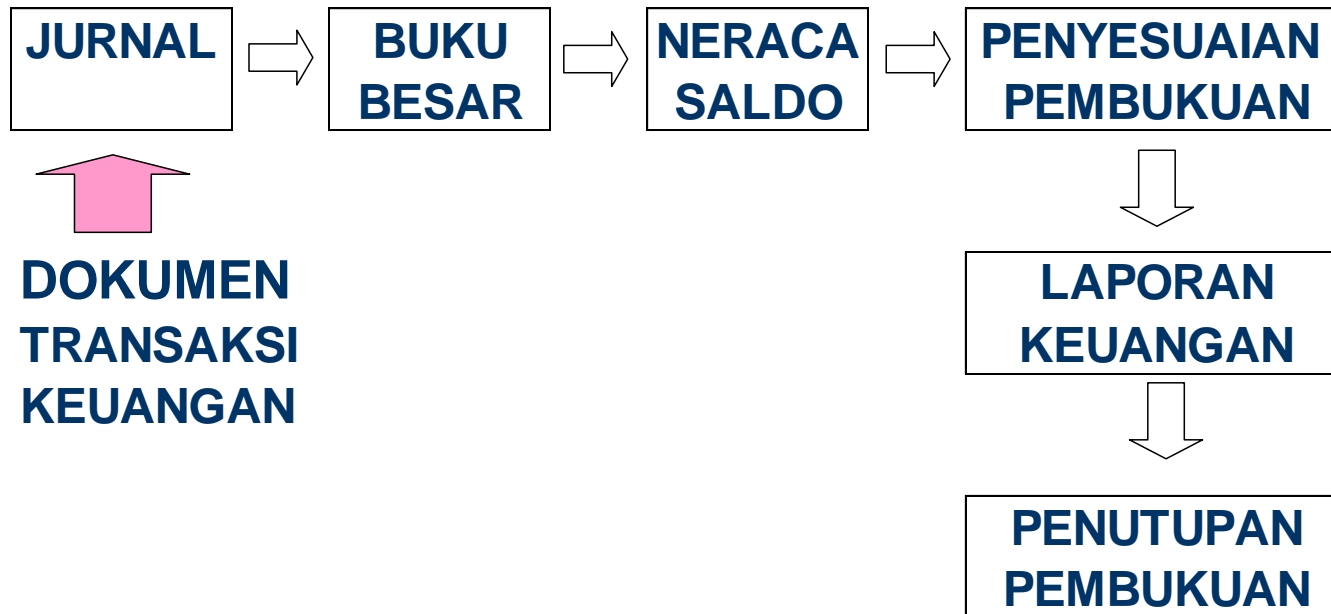 JURNAL
BUKU
BESAR
NERACA
SALDO
PENYESUAIAN
PEMBUKUAN
DOKUMEN
TRANSAKSI
KEUANGAN
LAPORAN
KEUANGAN
PENUTUPAN
PEMBUKUAN